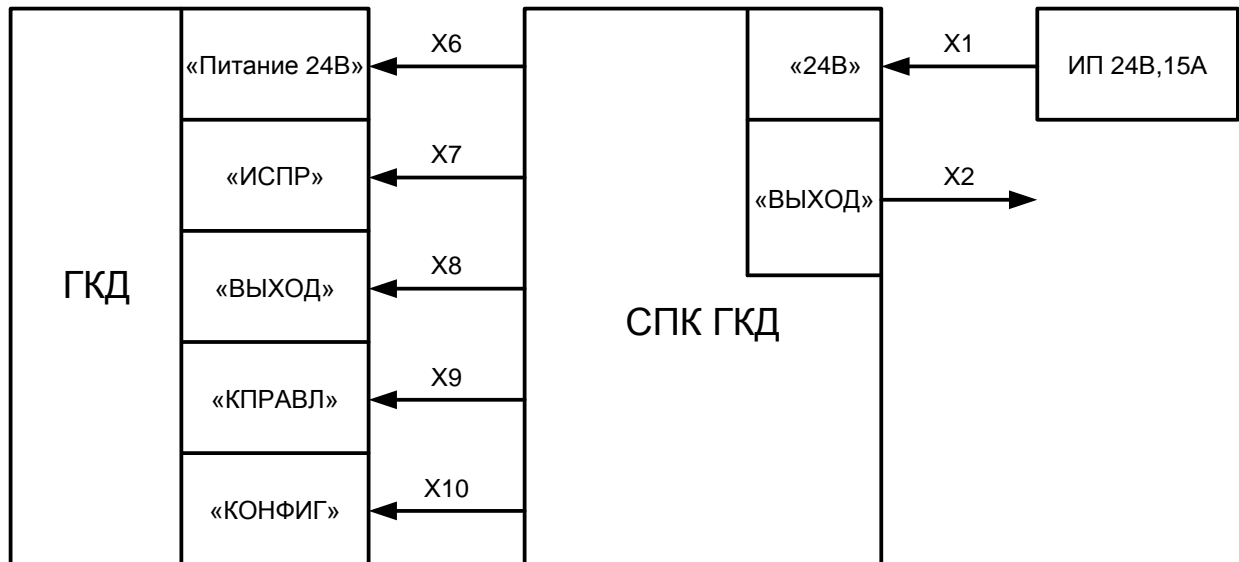 «Питание 24В»
X6
«24В»
X1
ИП 24В,15А
«ИСПР»
X7
«ВЫХОД»
X2
ГКД
«ВЫХОД»
X8
СПК ГКД
«КПРАВЛ»
X9
«КОНФИГ»
X10